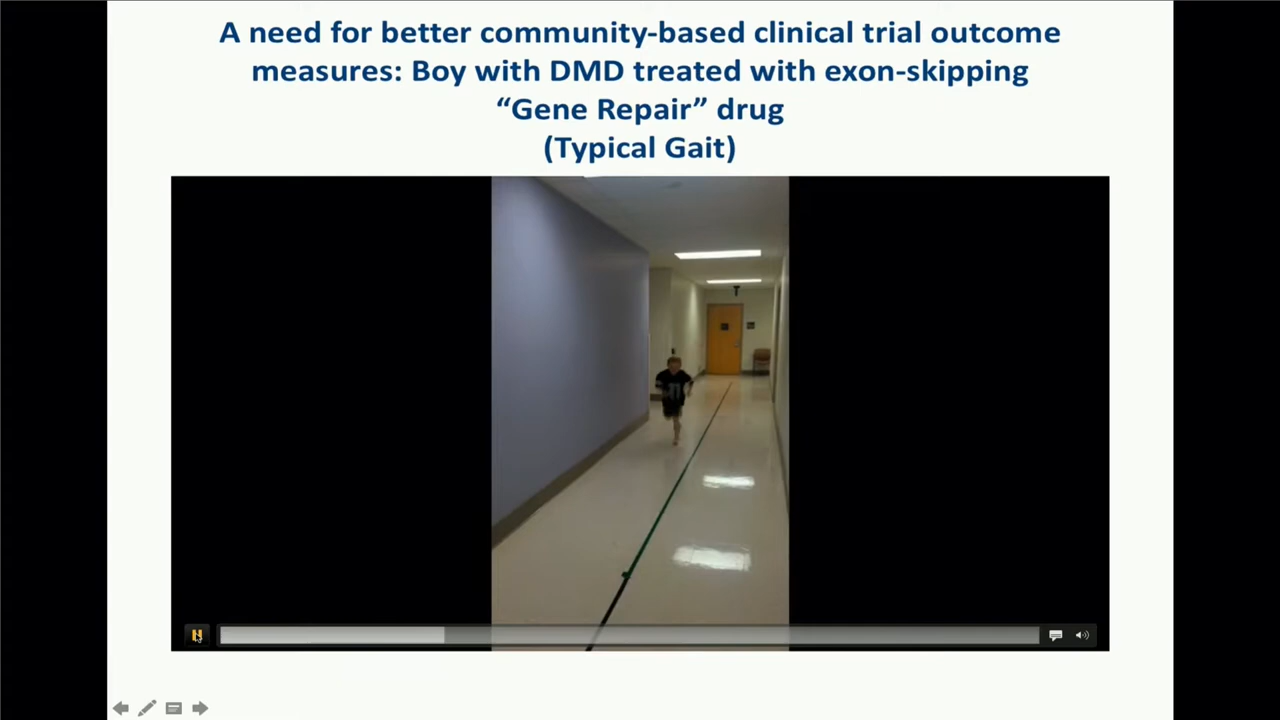 A need for better community-based clinical trial outcome
measures: Boy with DMD treated with exon-skipping
“Gene Repair” drug
(Typical Gait)